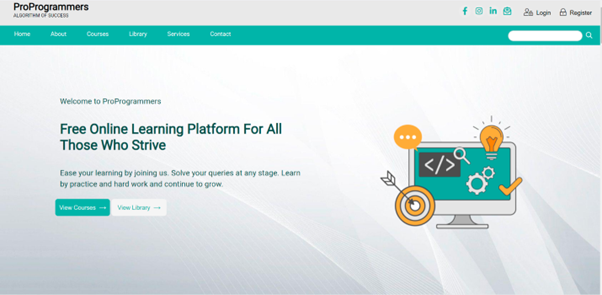 ProProgrammers
ALGORITHM OF SUCCESS
Login
Register
Home
About
Courses
Library
Services
Contact
Welcome to ProProgrammers
Free Online Learning Platform For All
Those Who Strive
Ease your learning by joining us. Solve your queries at any stage. Learn
by practice and hard work and continue to grow.
View Courses →
View Library →
</>